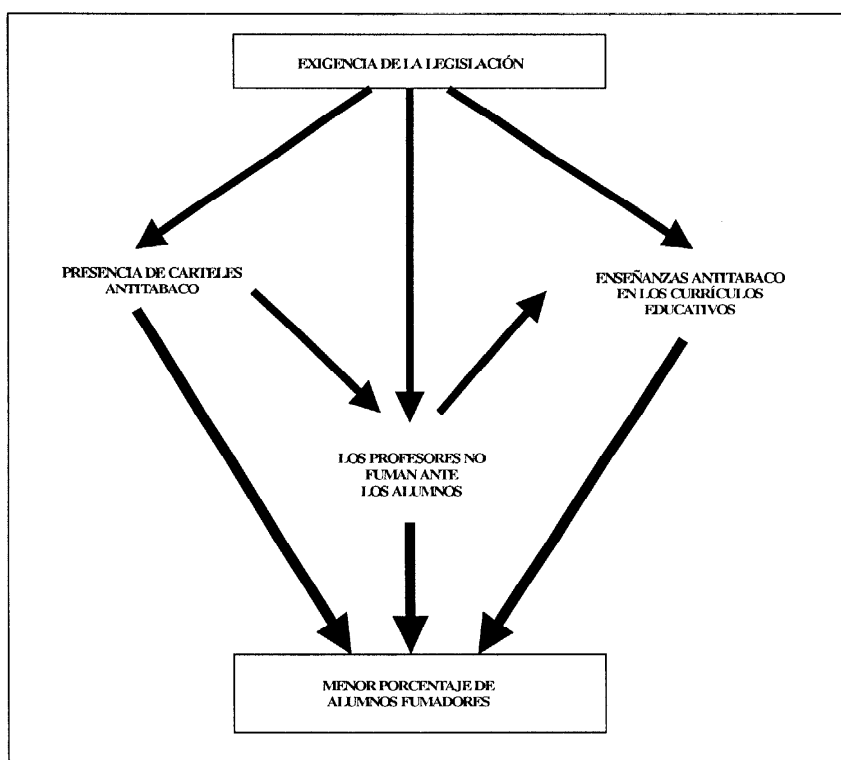 EXIGENCIA DE LA LEGISLACIÓN
PRESENCIA DE CARTELES
ANTITABACO
ENSEÑANZAS ANTITABACO
EN LOS CURRÍCULOS
EDUCATIVOS
LOS PROFESORES NO
FUMAN ANTE
LOS ALUMNOS
MENOR PORCENTAJE DE
ALUMNOS FUMADORES